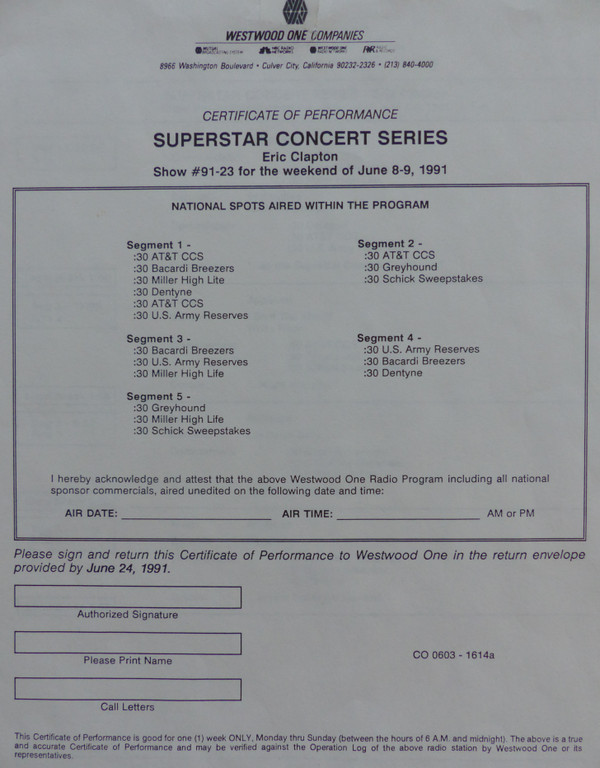 WESTWOOD ONE COMPANIES
8966 Washington Boulevard • Culver City, California 90232-2326 • (213) 840-4000
CERTIFICATE OF PERFORMANCE
SUPERSTAR CONCERT SERIES
Eric Clapton
Show #91-23 for the weekend of June 8-9, 1991
NATIONAL SPOTS AIRED WITHIN THE PROGRAM
Segment 1 -
:30 AT&T CCS
:30 Bacardi Breezers
:30 Miller High Lite
:30 Dentyne
:30 AT&T CCS
:30 U.S. Army Reserves
Segment 2 -
:30 AT&T CCS
:30 Greyhound
:30 Schick Sweepstakes
Segment 3 -
:30 Bacardi Breezers
:30 U.S. Army Reserves
:30 Miller High Life
Segment 4 -
:30 U.S. Army Reserves
:30 Bacardi Breezers
:30 Dentyne
Segment 5 -
:30 Greyhound
:30 Miller High Life
:30 Schick Sweepstakes
I hereby acknowledge and attest that the above Westwood One Radio Program including all national
sponsor commercials, aired unedited on the following date and time:
AIR DATE: AIR TIME: AM or PM
Please sign and return this Certificate of Performance to Westwood One in the return envelope
provided by June 24, 1991.
Authorized Signature
Please Print Name
CO 0603 - 1614a
Call Letters
This Certificate of Performance is good for one (1) week ONLY, Monday thru Sunday (between the hours of 6 A.M. and midnight). The above is a true
and accurate Certificate of Performance and may be verified against the Operation Log of the above radio station by Westwood One or its
representatives.